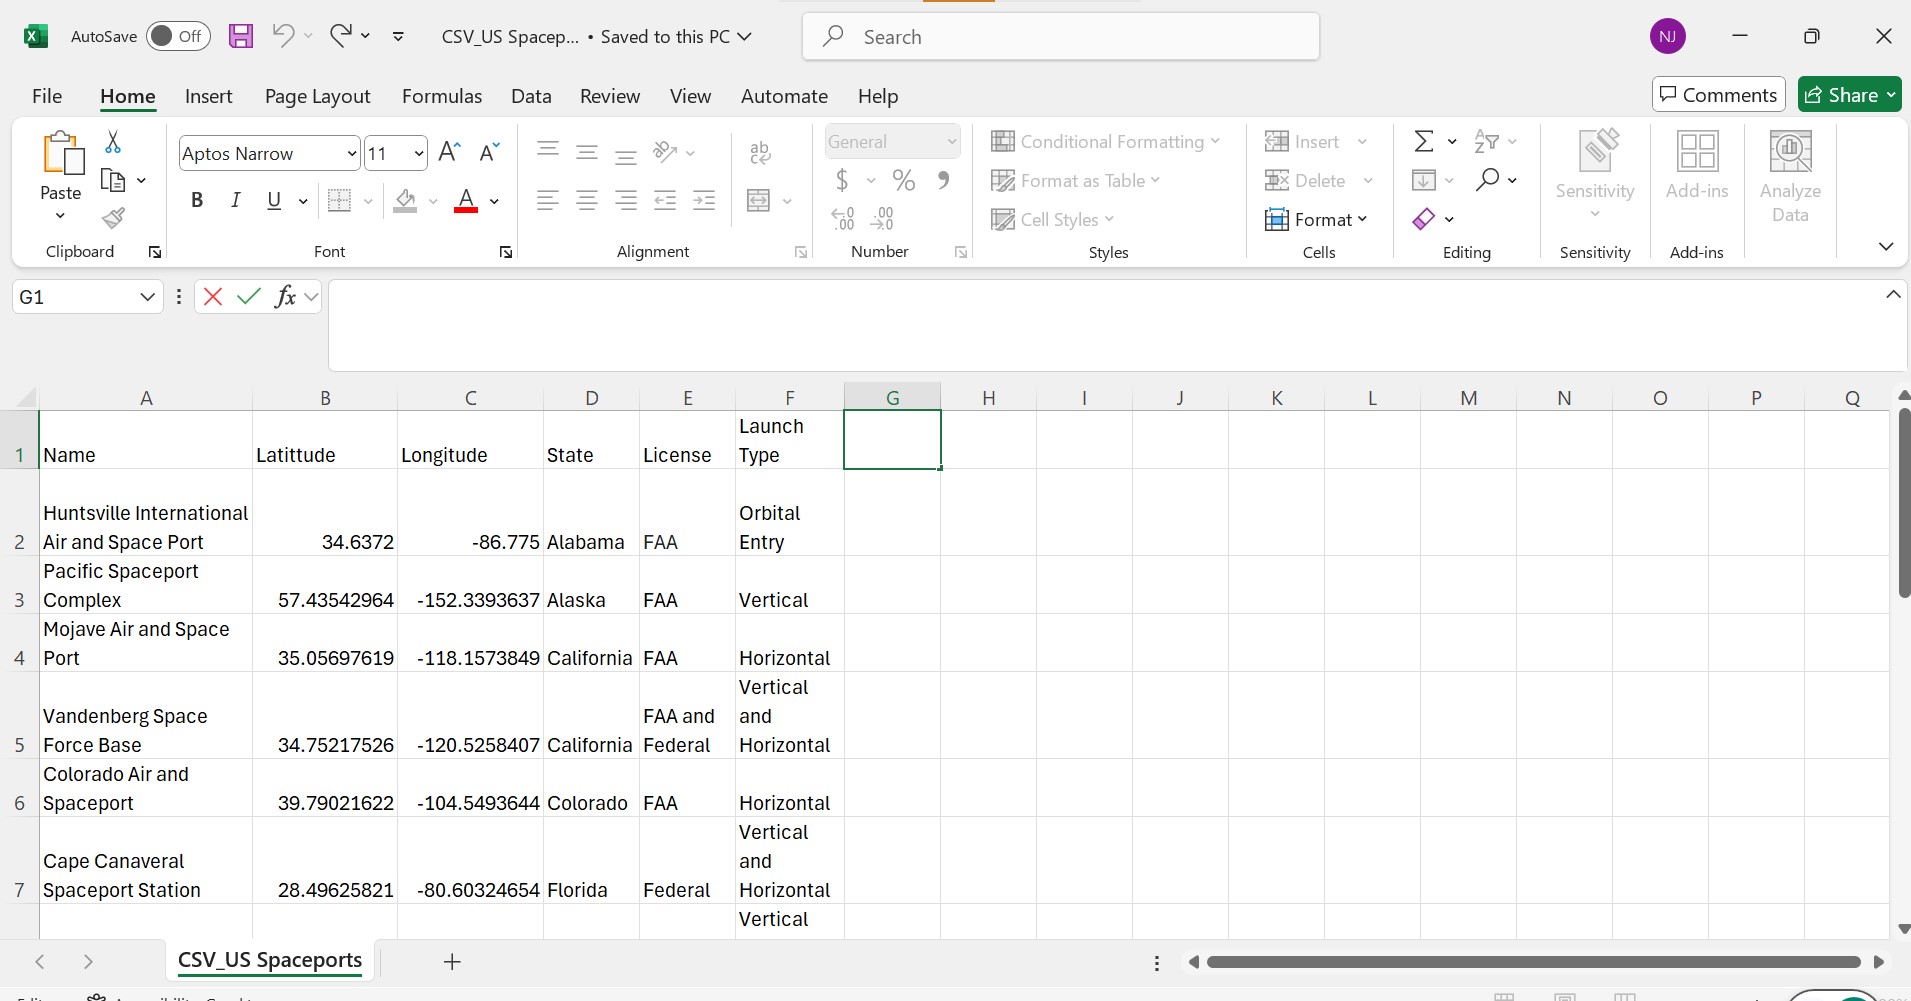 AutoSave Off CSV_US Spacep... • Saved to this PC Search NJ
File Home Insert Page Layout Formulas Data Review View Automate Help Comments Share
Paste
Clipboard
Aptos Narrow 11
B I U A
Font
ab
Alignment
General
$ % 9
.00 .00
Number
Conditional Formatting
Format as Table
Cell Styles
Styles
Insert
Delete
Format
Cells
Editing
Sensitivity
Sensitivity
Add-ins
Add-ins
Analyze
Data
G1 fx
A B C D E F G H I J K L M N O P Q
1 Name Latittude Longitude State License Launch Type
2 Huntsville International Air and Space Port 34.6372 -86.775 Alabama FAA Orbital Entry
3 Pacific Spaceport Complex 57.43542964 -152.3393637 Alaska FAA Vertical
4 Mojave Air and Space Port 35.05697619 -118.1573849 California FAA Horizontal
5 Vandenberg Space Force Base 34.75217526 -120.5258407 California FAA and Federal Vertical and Horizontal
6 Colorado Air and Spaceport 39.79021622 -104.5493644 Colorado FAA Horizontal
7 Cape Canaveral Spaceport Station 28.49625821 -80.60324654 Florida Federal Vertical and Horizontal
Vertical
CSV_US Spaceports